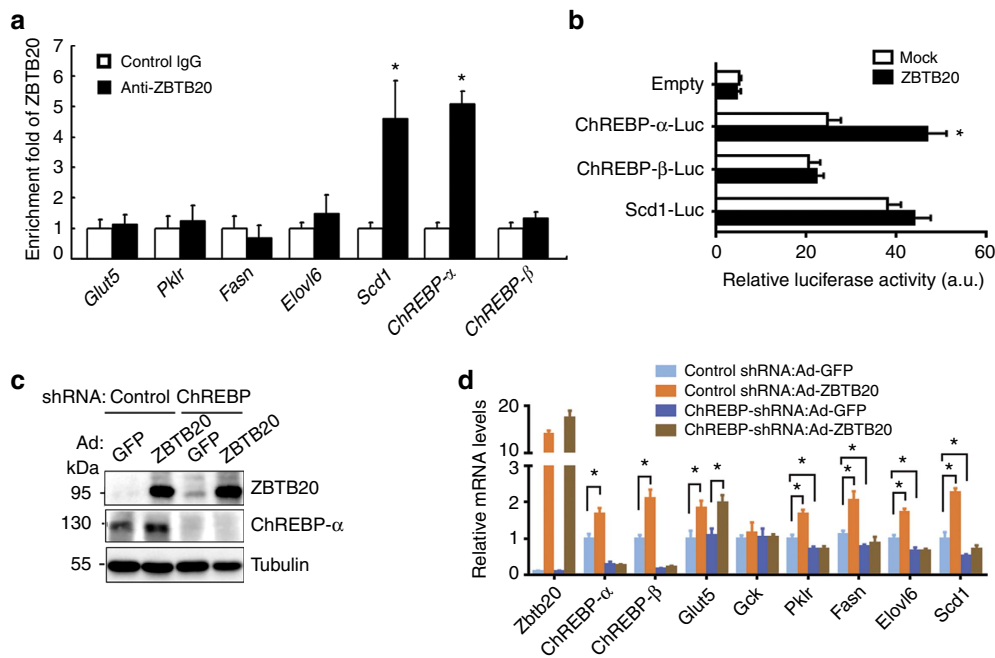 a
Enrichment fold of ZBTB20
7
6
5
4
3
2
1
0
Control IgG
Anti-ZBTB20
*
*
Glut5
Pklr
Fasn
Elovl6
Scd1
ChREBP-α
ChREBP-β
b
Mock
ZBTB20
Empty
ChREBP-α-Luc
*
ChREBP-β-Luc
Scd1-Luc
0 20 40 60
Relative luciferase activity (a.u.)
c
shRNA: Control ChREBP
Ad: GFP ZBTB20 GFP ZBTB20
kDa
95 ZBTB20
130 ChREBP-α
55 Tubulin
d
Control shRNA:Ad-GFP
Control shRNA:Ad-ZBTB20
ChREBP-shRNA:Ad-GFP
ChREBP-shRNA:Ad-ZBTB20
Relative mRNA levels
20
10
3
2
1
0
* * * * * * * * * * * *
Zbtb20
ChREBP-α
ChREBP-β
Glut5
Gck
Pklr
Fasn
Elovl6
Scd1